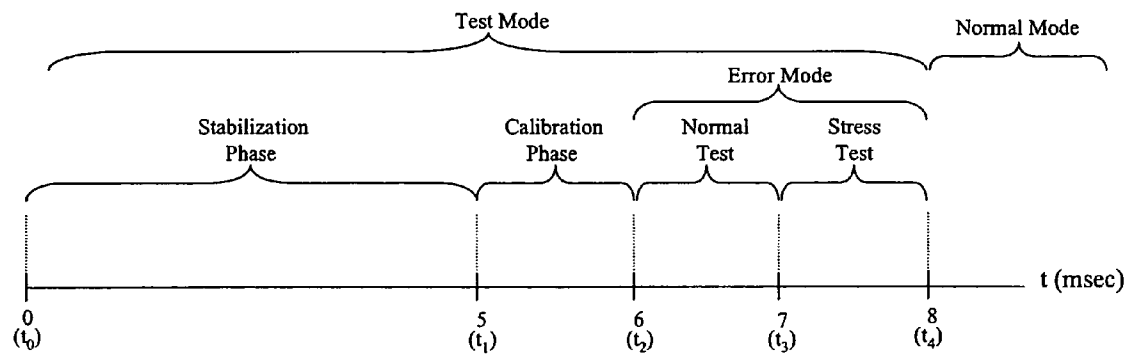 Test Mode
Normal Mode
Error Mode
Stabilization
Phase
Calibration
Phase
Normal
Test
Stress
Test
t (msec)
0
(t0)
5
(t1)
6
(t2)
7
(t3)
8
(t4)